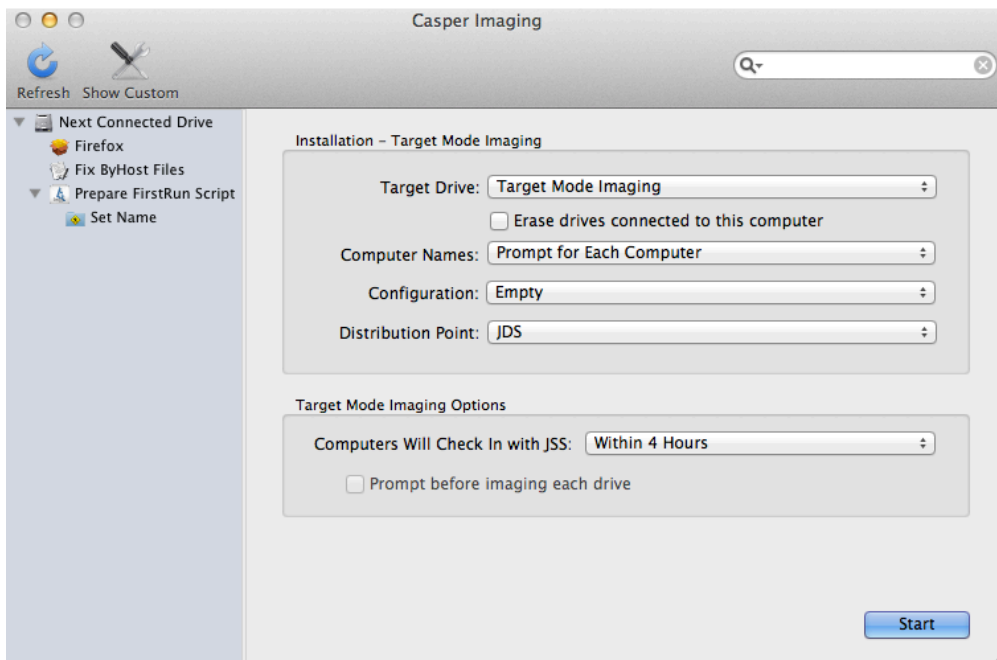 Casper Imaging
Refresh Show Custom
Next Connected Drive
Firefox
Fix ByHost Files
Prepare FirstRun Script
Set Name
Installation – Target Mode Imaging
Target Drive: Target Mode Imaging
Erase drives connected to this computer
Computer Names: Prompt for Each Computer
Configuration: Empty
Distribution Point: JDS
Target Mode Imaging Options
Computers Will Check In with JSS: Within 4 Hours
Prompt before imaging each drive
Start